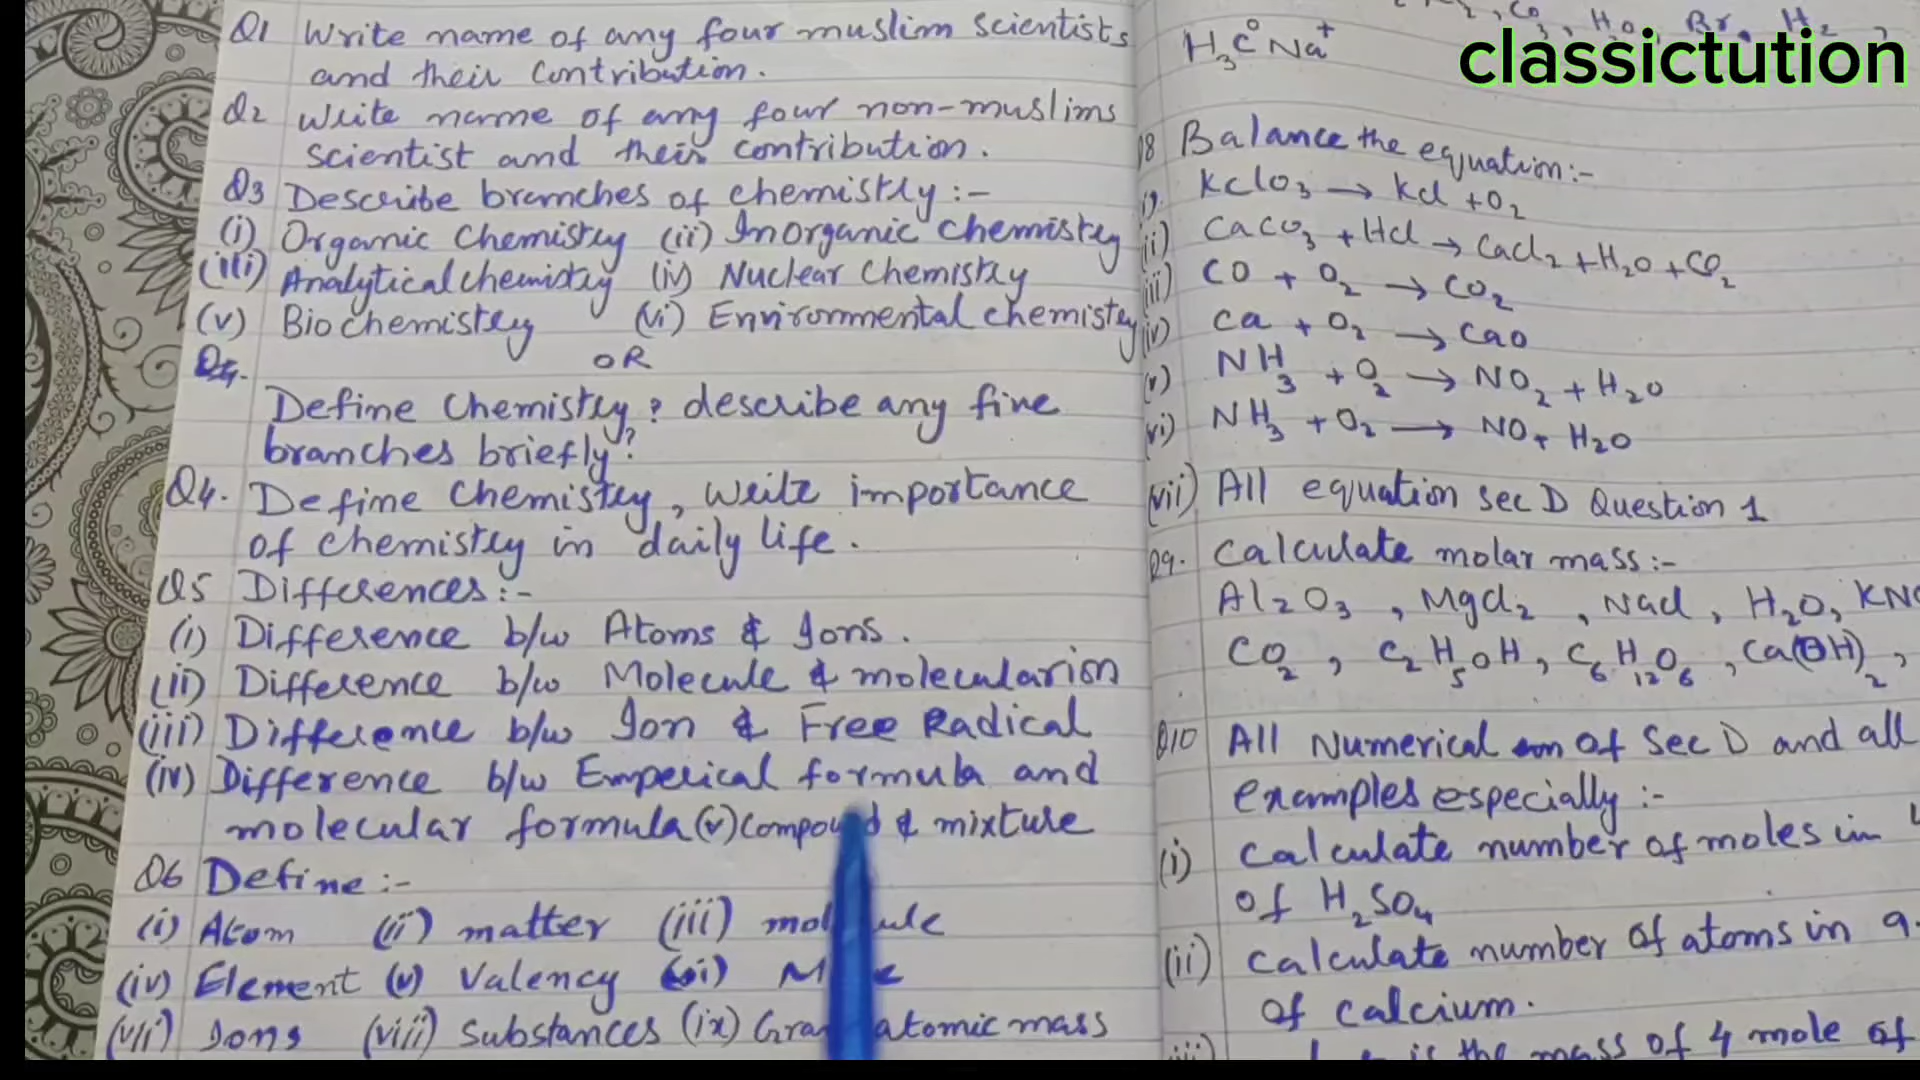 Q1 Write name of any four muslim scientists
and their contribution.
Q2 Write name of any four non-muslims
scientist and their contribution.
Q3 Describe branches of chemistry:-
(i) Organic Chemistry (ii) Inorganic chemistry
(iii) Analytical chemistry (iv) Nuclear Chemistry
(v) Biochemistry (vi) Environmental chemistry
OR
Define Chemistry? describe any five
branches briefly?
Q4. Define Chemistry, Write importance
of chemistry in daily life.
Q5 Differences:-
(i) Difference b/w Atoms & Ions.
(ii) Difference b/w Molecule & molecularion
(iii) Difference b/w Ion & Free Radical
(iv) Difference b/w Emperical formula and
molecular formula (v) Compound & mixture
Q6 Define:-
(i) Atom (ii) matter (iii)
(iv) Element (v) Valency (vi)
(vii) Ions (viii) Substances (ix) atomic mass
classictution
H3C Na+
Q8 Balance the equation:-
i) KClO3 → KCl + O2
ii) CaCO3 + HCl → CaCl2 + H2O + CO2
iii) CO + O2 → CO2
iv) Ca + O2 → CaO
(v) NH3 + O2 → NO2 + H2O
(vi) NH3 + O2 → NO + H2O
(vii) All equation sec D Question 1
Q9. Calculate molar mass:-
Al2O3, MgCl2, NaCl, H2O,
CO2, C2H5OH, C6H12O6, Ca(OH)2,
Q10 All Numerical of Sec D and all
examples especially:-
(i) Calculate number of moles in
of H2SO4
(ii) Calculate number of atoms in 9.
of calcium.
is the mass of 4 mole of